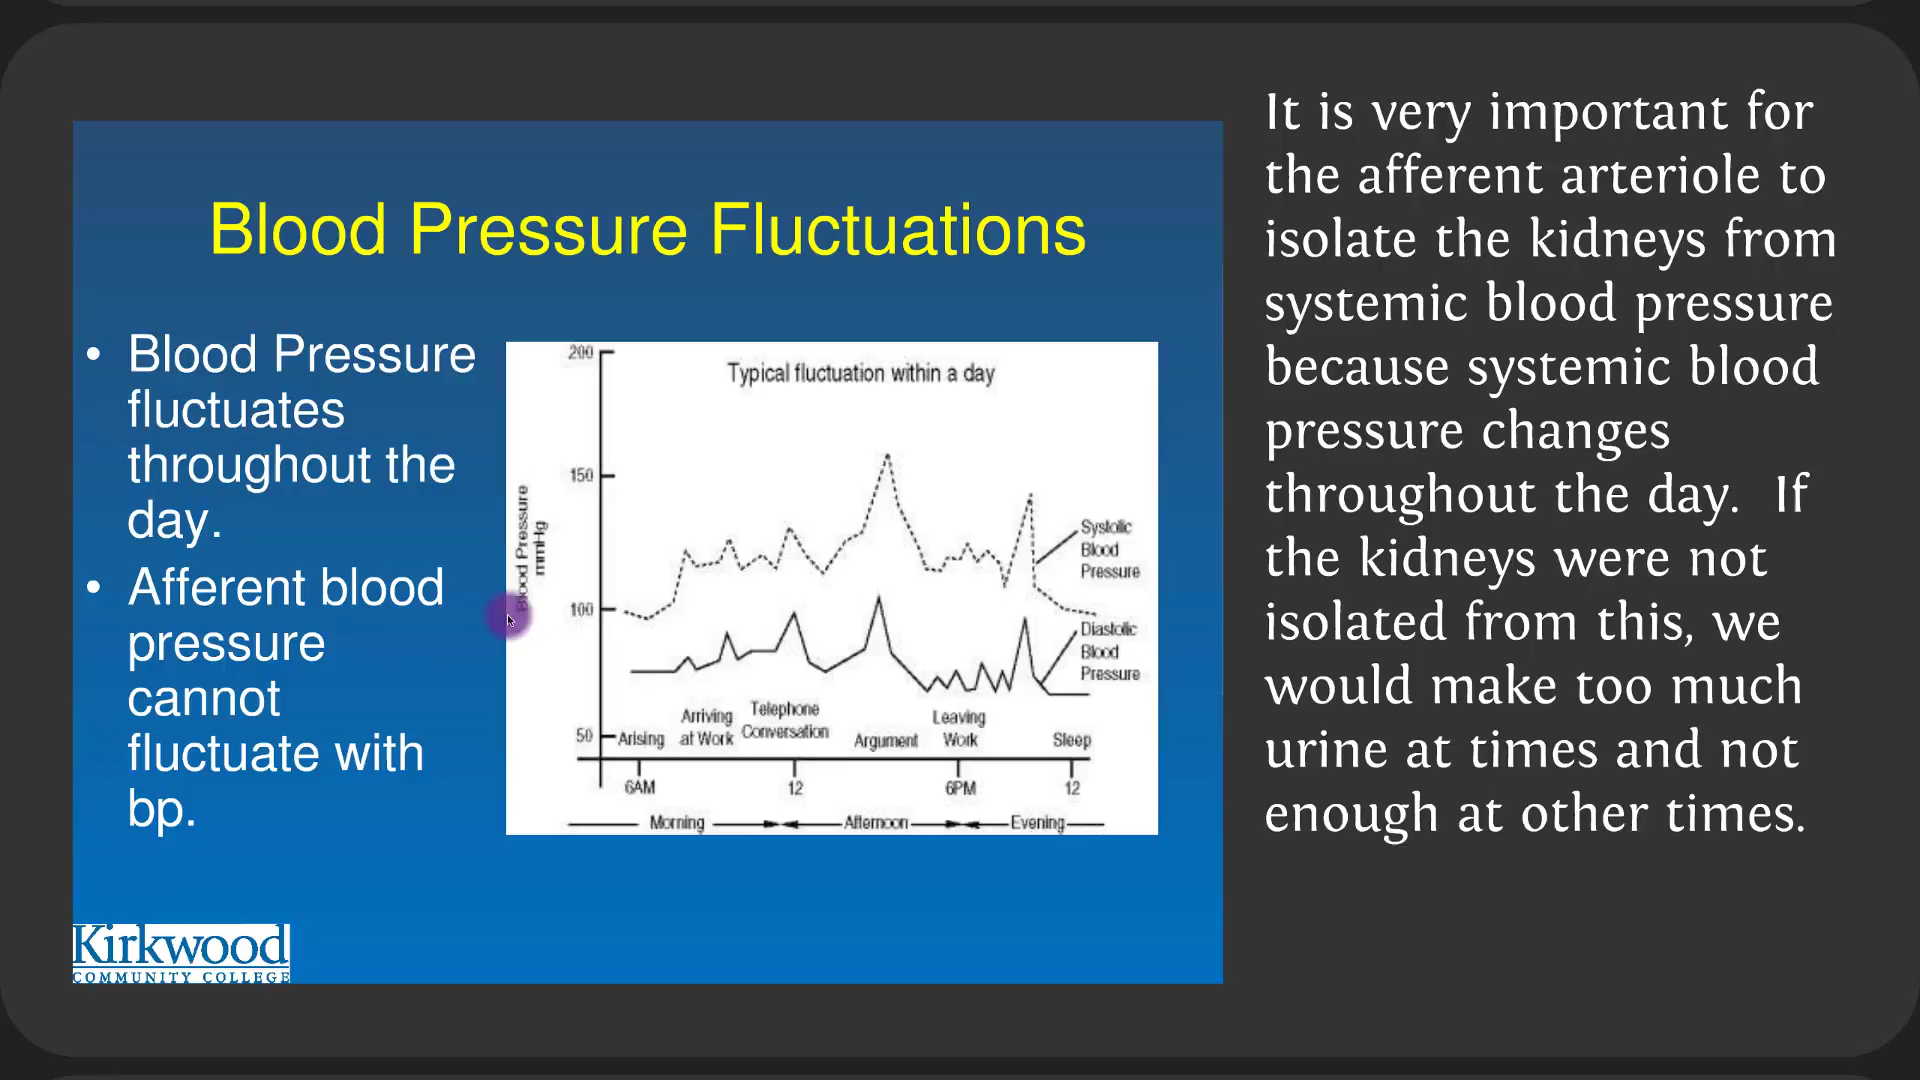 Blood Pressure Fluctuations
• Blood Pressure
fluctuates
throughout the
day.
• Afferent blood
pressure
cannot
fluctuate with
bp.
Typical fluctuation within a day
200
150
100
50
Blood Pressure
mmHg
Systolic
Blood
Pressure
Diastolic
Blood
Pressure
Arising
Arriving
at Work
Telephone
Conversation
Argument
Leaving
Work
Sleep
6AM
12
6PM
12
Morning
Afternoon
Evening
Kirkwood
COMMUNITY COLLEGE
It is very important for
the afferent arteriole to
isolate the kidneys from
systemic blood pressure
because systemic blood
pressure changes
throughout the day. If
the kidneys were not
isolated from this, we
would make too much
urine at times and not
enough at other times.